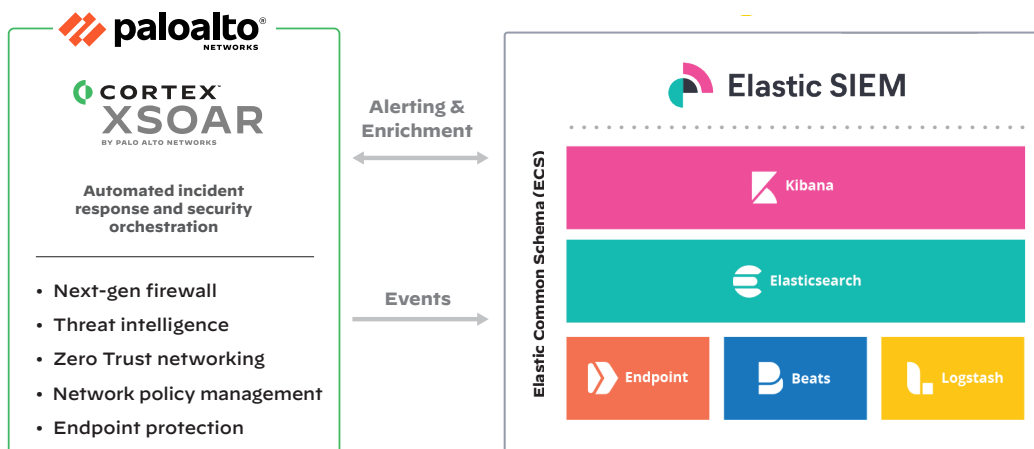 paloalto®
NETWORKS
CORTEX™
XSOAR
BY PALO ALTO NETWORKS
Automated incident
response and security
orchestration
• Next-gen firewall
• Threat intelligence
• Zero Trust networking
• Network policy management
• Endpoint protection
Alerting &
Enrichment
Events
Elastic SIEM
Elastic Common Schema (ECS)
Kibana
Elasticsearch
Endpoint
Beats
Logstash